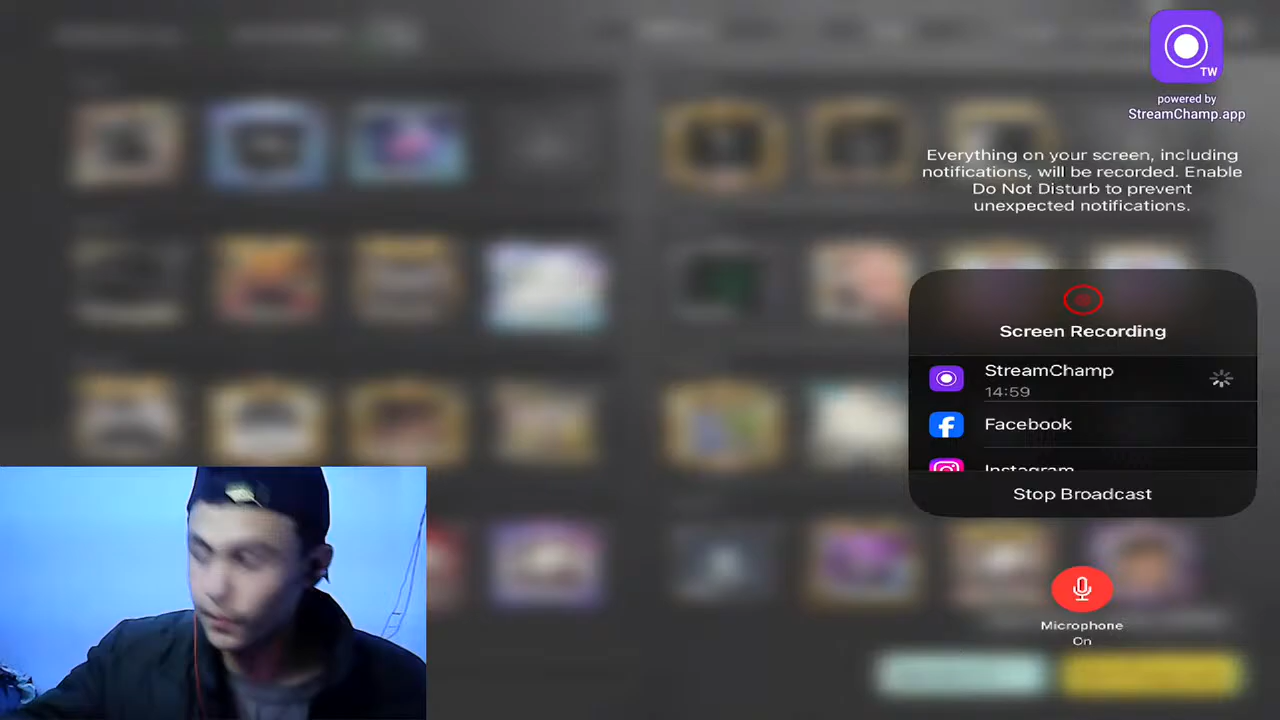 TW
powered by
StreamChamp.app
Everything on your screen, including
notifications, will be recorded. Enable
Do Not Disturb to prevent
unexpected notifications.
Screen Recording
StreamChamp
14:59
Facebook
Instagram
Stop Broadcast
Microphone
On